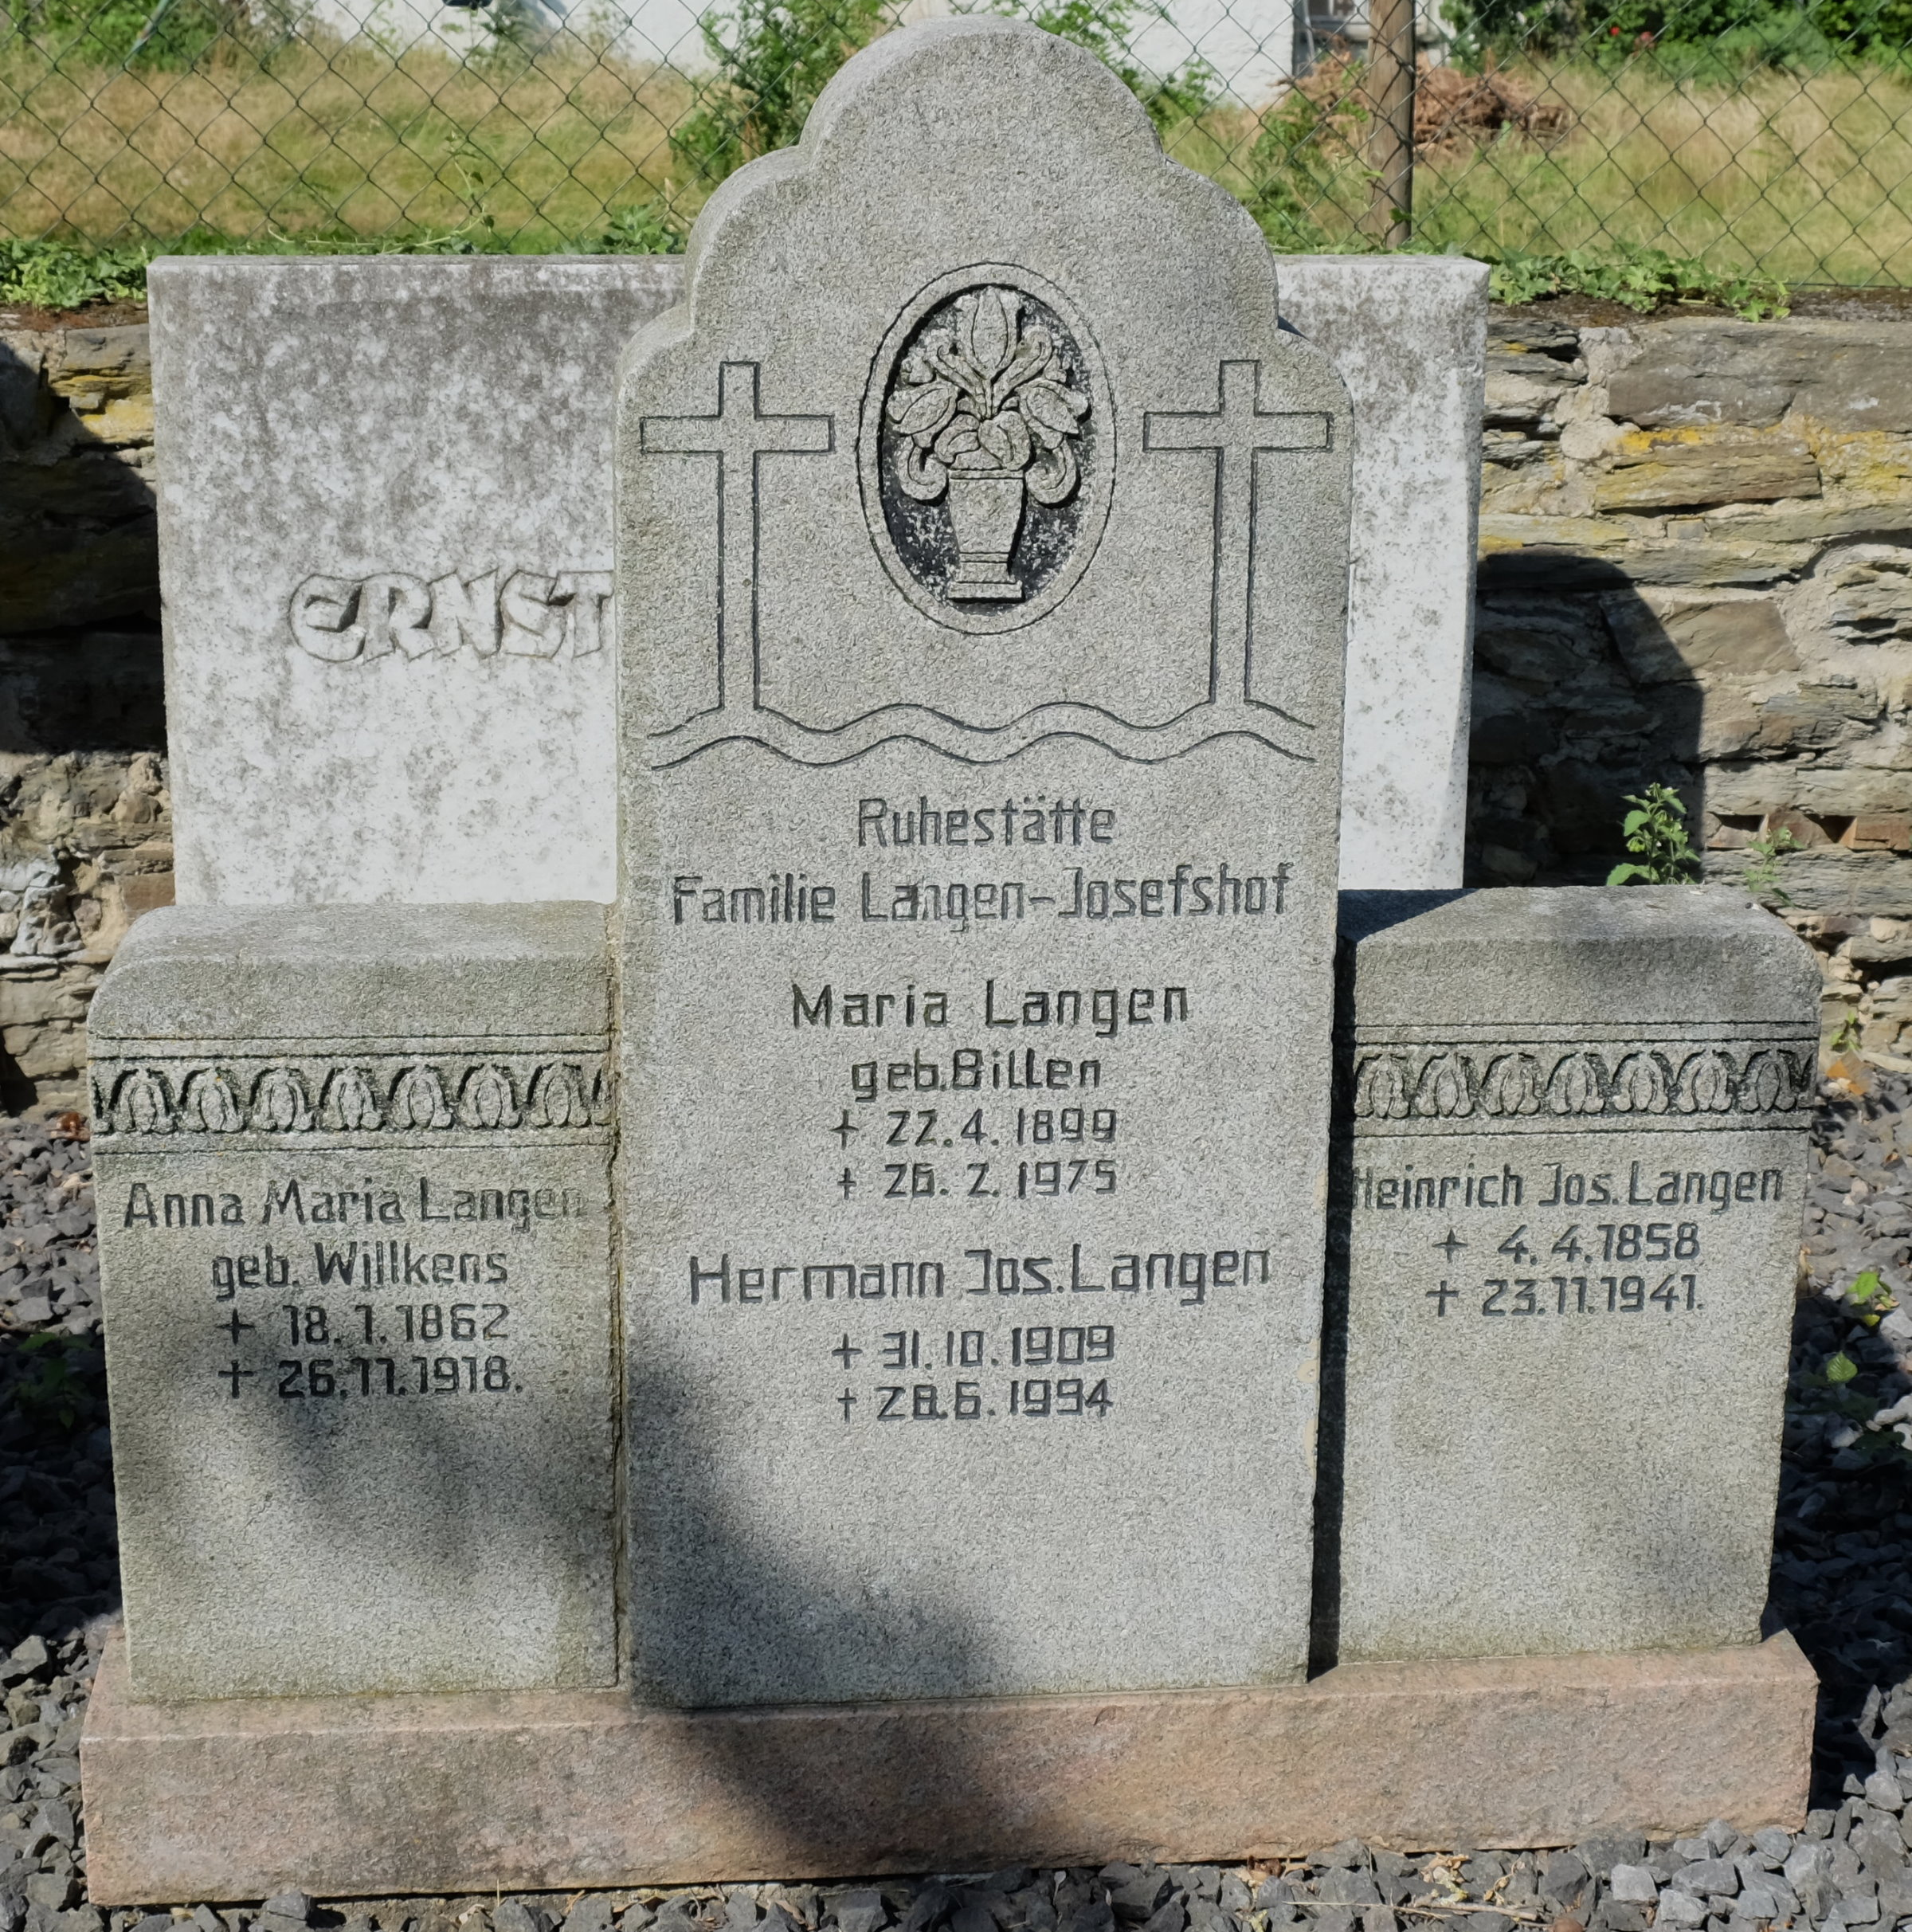 ERNST
Ruhestätte
Familie Langen-Josefshof
Maria Langen
geb. Billen
+ 22.4.1899
+ 26.2.1975
Hermann Jos. Langen
+ 31.10.1909
+ 28.6.1994
Anna Maria Langen
geb. Willkens
+ 18.1.1862
+ 26.11.1918.
Heinrich Jos. Langen
+ 4.4.1858
+ 23.11.1941.